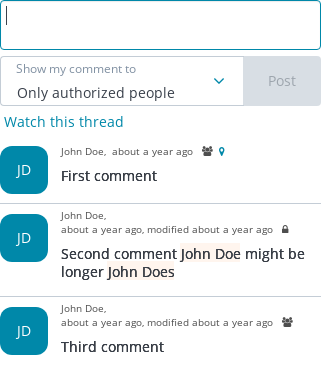 Show my comment to
Only authorized people
Post
Watch this thread
JD
John Doe, about a year ago
First comment
JD
John Doe,
about a year ago, modified about a year ago
Second comment John Doe might be
longer John Does
JD
John Doe,
about a year ago, modified about a year ago
Third comment